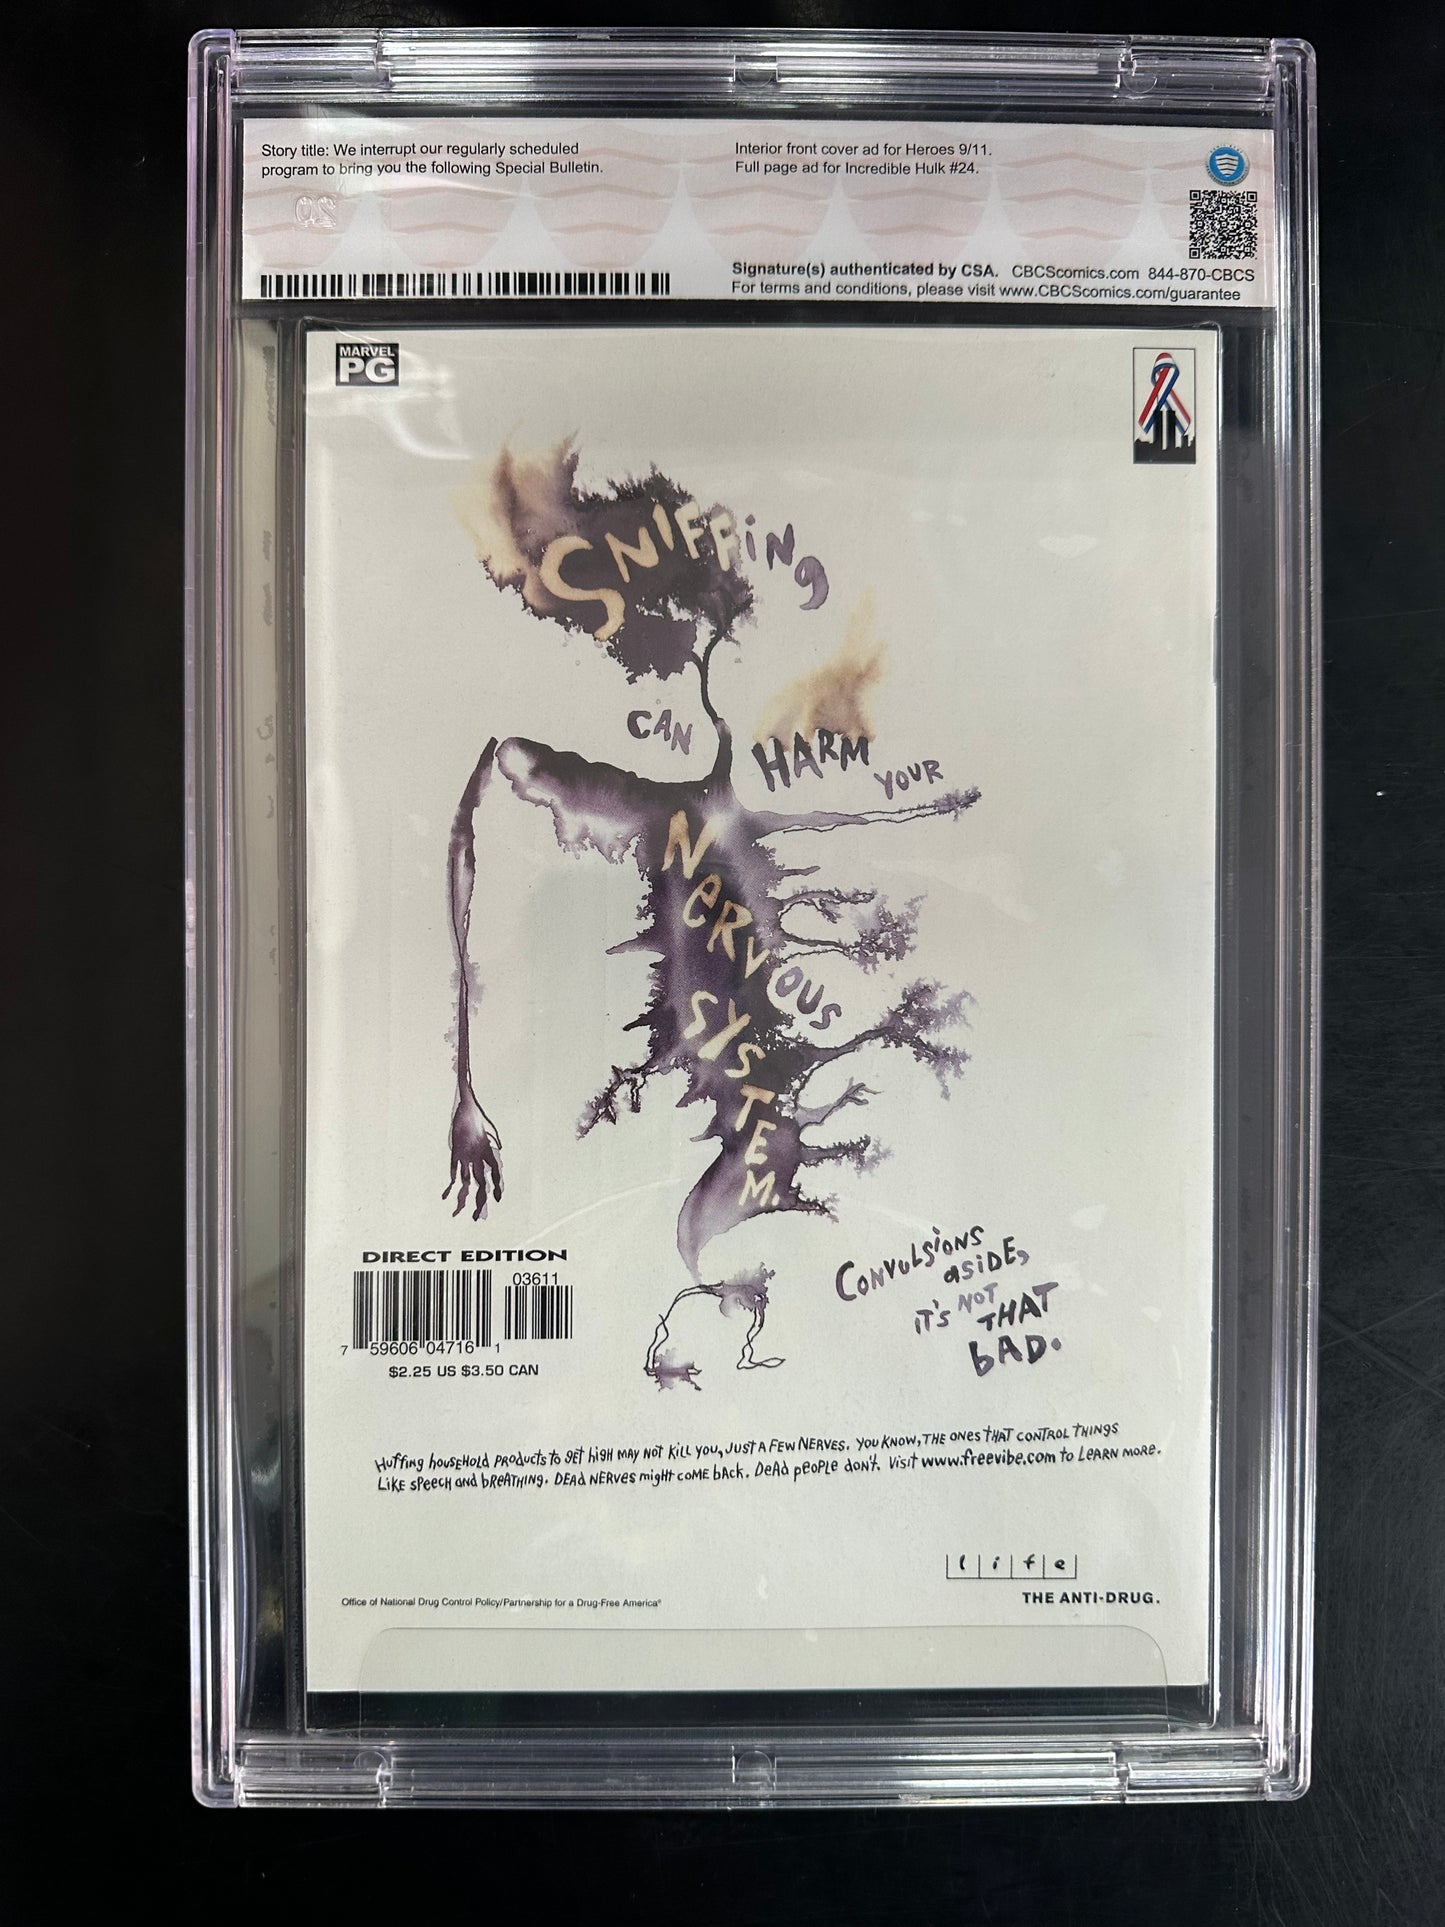 Story title: We interrupt our regularly scheduled
program to bring you the following Special Bulletin.
Interior front cover ad for Heroes 9/11.
Full page ad for Incredible Hulk #24.
Signature(s) authenticated by CSA. CBCScomics.com 844-870-CBCS
For terms and conditions, please visit www.CBCScomics.com/guarantee
MARVEL
PG
SNiFFiNg
CAN
HARM
YOUR
NeRVOUS
SYSTEM.
CONVULSiONS
asiDE,
iT's NOT
THAT
bAD.
DIRECT EDITION
03611
7 59606 04716 1
$2.25 US $3.50 CAN
Huffing household products to get high may not kill you, just a few nerves. You know, the ones that control things
like speech and breathing. Dead nerves might come back. Dead people don't. Visit www.freevibe.com to learn more.
life
THE ANTI-DRUG.
Office of National Drug Control Policy/Partnership for a Drug-Free America®